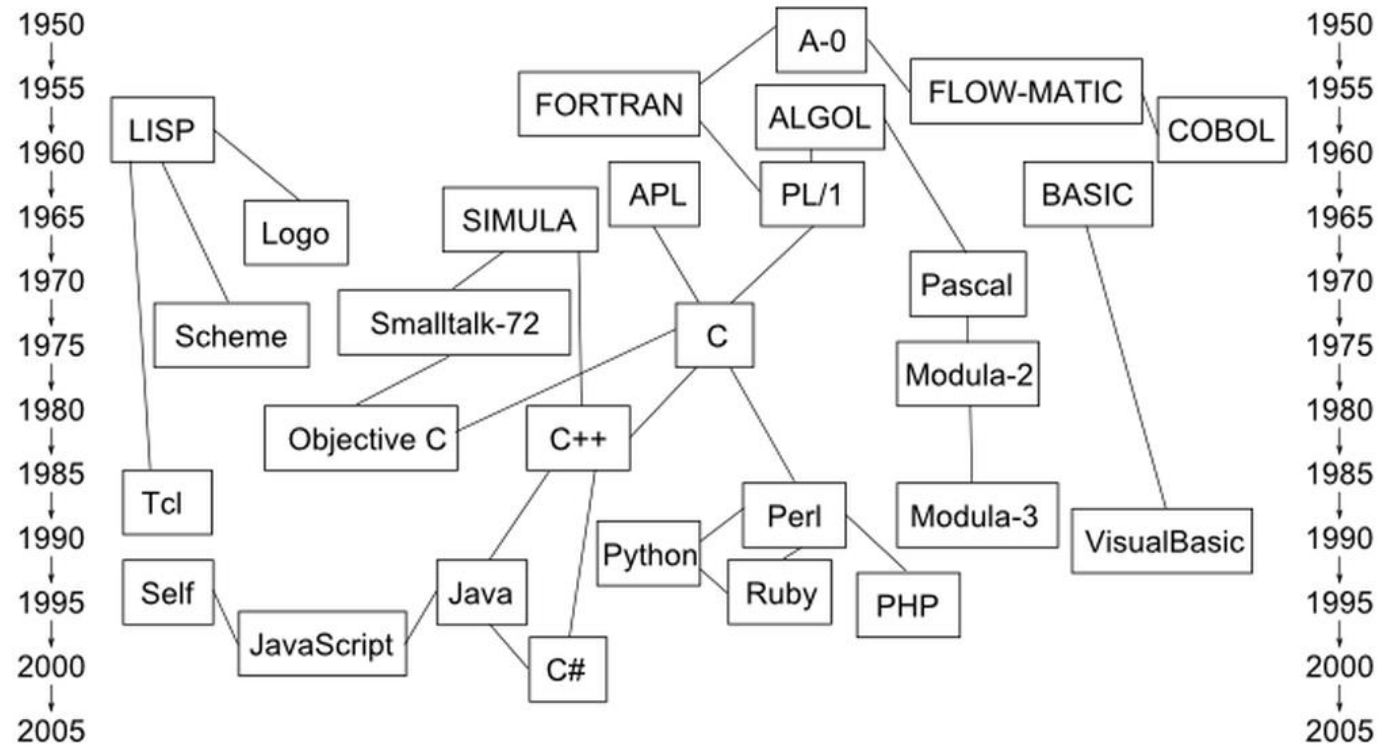 1950
1955
1960
1965
1970
1975
1980
1985
1990
1995
2000
2005
A-0
FORTRAN
FLOW-MATIC
ALGOL
LISP
COBOL
APL
PL/1
BASIC
SIMULA
Logo
Pascal
Smalltalk-72
Scheme
C
Modula-2
Objective C
C++
Tcl
Perl
Modula-3
VisualBasic
Python
Self
Java
Ruby
PHP
JavaScript
C#
1950
1955
1960
1965
1970
1975
1980
1985
1990
1995
2000
2005